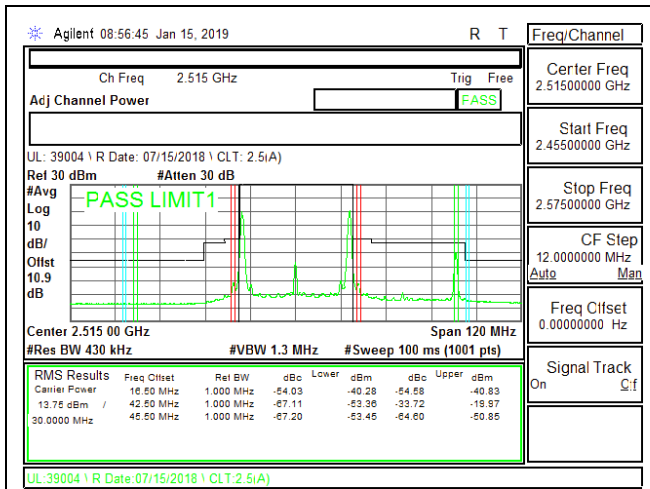 Agilent 08:56:45 Jan 15, 2019 R T
Freq/Channel
Ch Freq 2.515 GHz Trig Free
Adj Channel Power PASS
Center Freq
2.51500000 GHz
Start Freq
2.45500000 GHz
Stop Freq
2.57500000 GHz
CF Step
12.0000000 MHz
Auto Man
Freq Offset
0.00000000 Hz
Signal Track
On
UL: 39004 \ R Date: 07/15/2018 \ CLT: 2.5(A)
Ref 30 dBm #Atten 30 dB
#Avg
Log
10
dB/
Offst
10.9
dB
PASS LIMIT1
Center 2.515 00 GHz Span 120 MHz
#Res BW 430 kHz #VBW 1.3 MHz #Sweep 100 ms (1001 pts)
RMS Results Freq Offset Ref BW dBc Lower dBm dBc Upper dBm
Carrier Power 16.50 MHz 1.000 MHz -54.03 -40.28 -54.58 -40.83
13.75 dBm / 42.50 MHz 1.000 MHz -67.11 -53.36 -33.72 -19.97
30.0000 MHz 45.50 MHz 1.000 MHz -67.20 -53.45 -64.60 -50.85
UL:39004 \ R Date:07/15/2018 \ CLT:2.5(A)